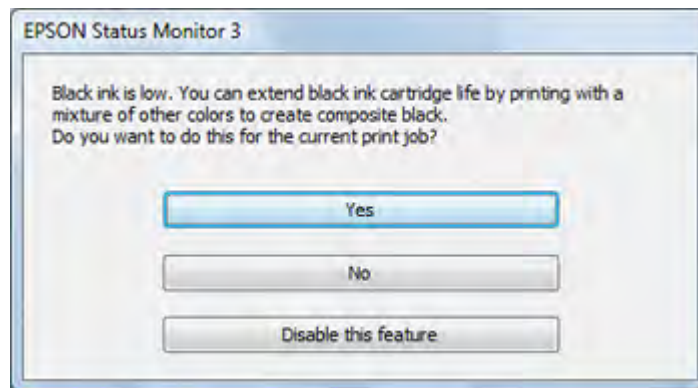 EPSON Status Monitor 3
Black ink is low. You can extend black ink cartridge life by printing with a
mixture of other colors to create composite black.
Do you want to do this for the current print job?
Yes
No
Disable this feature